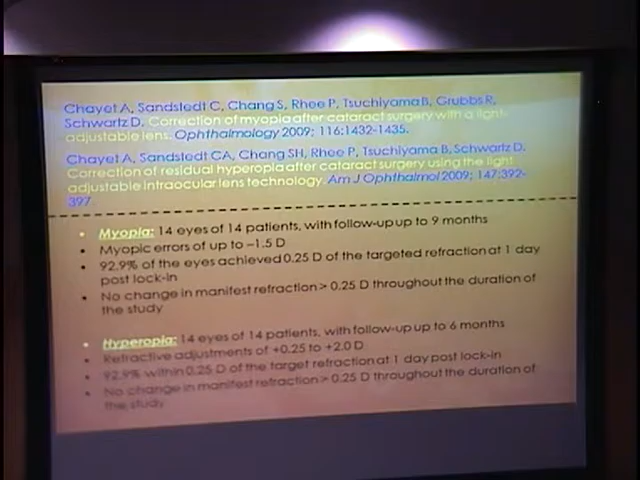 Chayet A, Sandstedt C, Chang S, Rhee P, Tsuchiyama B, Grubbs R,
Schwartz D. Correction of myopia after cataract surgery with a light-
adjustable lens. Ophthalmology 2009; 116:1432-1435.
Chayet A, Sandstedt CA, Chang SH, Rhee P, Tsuchiyama B, Schwartz D.
Correction of residual hyperopia after cataract surgery using the light
adjustable intraocular lens technology. Am J Ophthalmol 2009; 147:392-
397.
• Myopia: 14 eyes of 14 patients, with follow-up up to 9 months
• Myopic errors of up to –1.5 D
• 92.9% of the eyes achieved 0.25 D of the targeted refraction at 1 day
post lock-in
• No change in manifest refraction > 0.25 D throughout the duration of
the study
• Hyperopia: 14 eyes of 14 patients, with follow-up up to 6 months
• Refractive adjustments of +0.25 to +2.0 D
• 92.9% within 0.25 D of the target refraction at 1 day post lock-in
• No change in manifest refraction > 0.25 D throughout the duration of
the study